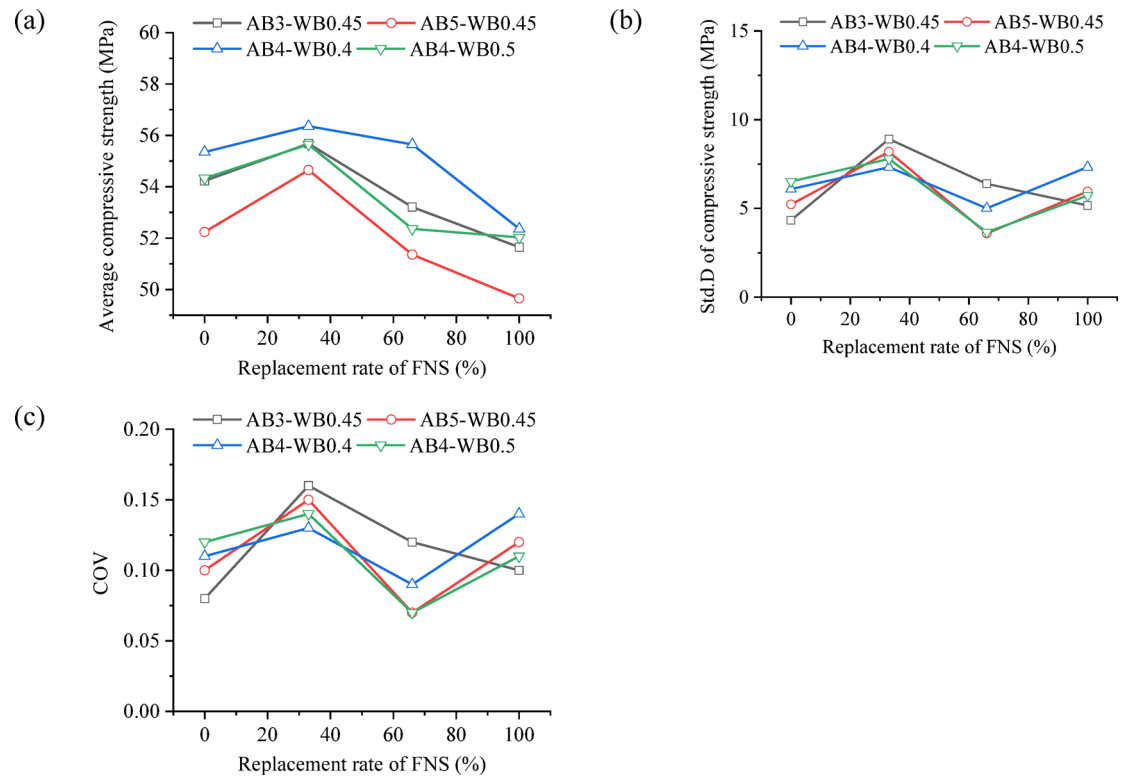 (a)
AB3-WB0.45 AB5-WB0.45
AB4-WB0.4 AB4-WB0.5
60
58
56
54
52
50
Average compressive strength (MPa)
0 20 40 60 80 100
Replacement rate of FNS (%)
(b)
AB3-WB0.45 AB5-WB0.45
AB4-WB0.4 AB4-WB0.5
15
10
5
0
Std.D of compressive strength (MPa)
0 20 40 60 80 100
Replacement rate of FNS (%)
(c)
AB3-WB0.45 AB5-WB0.45
AB4-WB0.4 AB4-WB0.5
0.20
0.15
0.10
0.05
0.00
COV
0 20 40 60 80 100
Replacement rate of FNS (%)